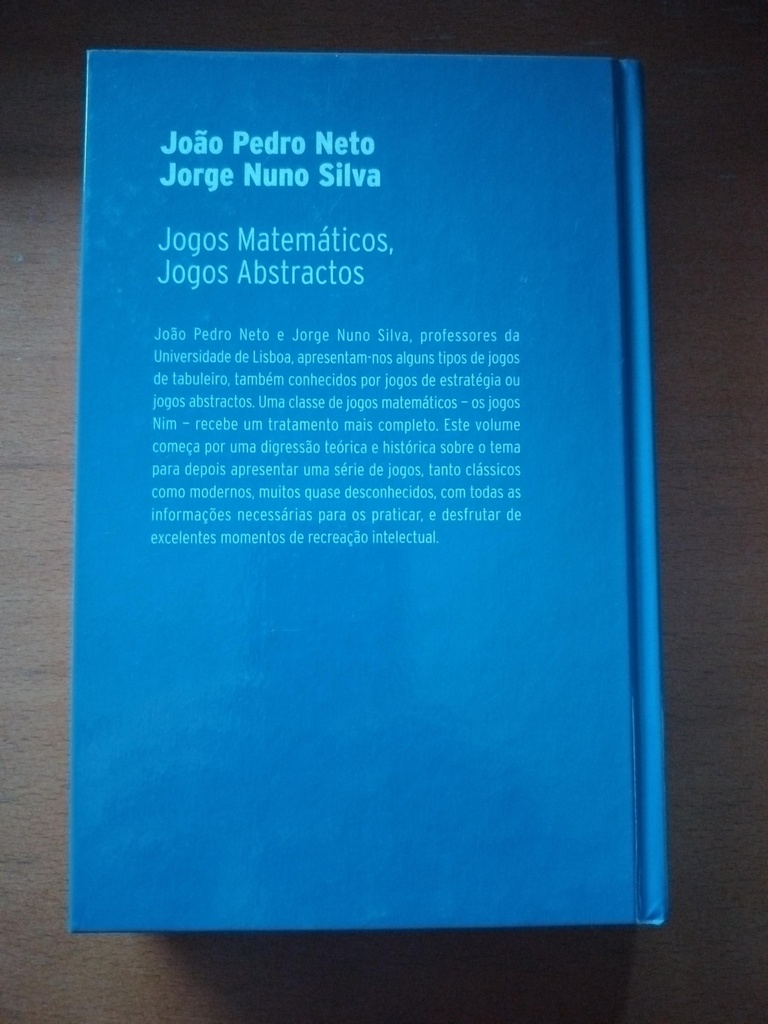 João Pedro Neto
Jorge Nuno Silva
Jogos Matemáticos,
Jogos Abstractos
João Pedro Neto e Jorge Nuno Silva, professores da
Universidade de Lisboa, apresentam-nos alguns tipos de jogos
de tabuleiro, também conhecidos por jogos de estratégia ou
jogos abstractos. Uma classe de jogos matemáticos – os jogos
Nim – recebe um tratamento mais completo. Este volume
começa por uma digressão teórica e histórica sobre o tema
para depois apresentar uma série de jogos, tanto clássicos
como modernos, muitos quase desconhecidos, com todas as
informações necessárias para os praticar, e desfrutar de
excelentes momentos de recreação intelectual.